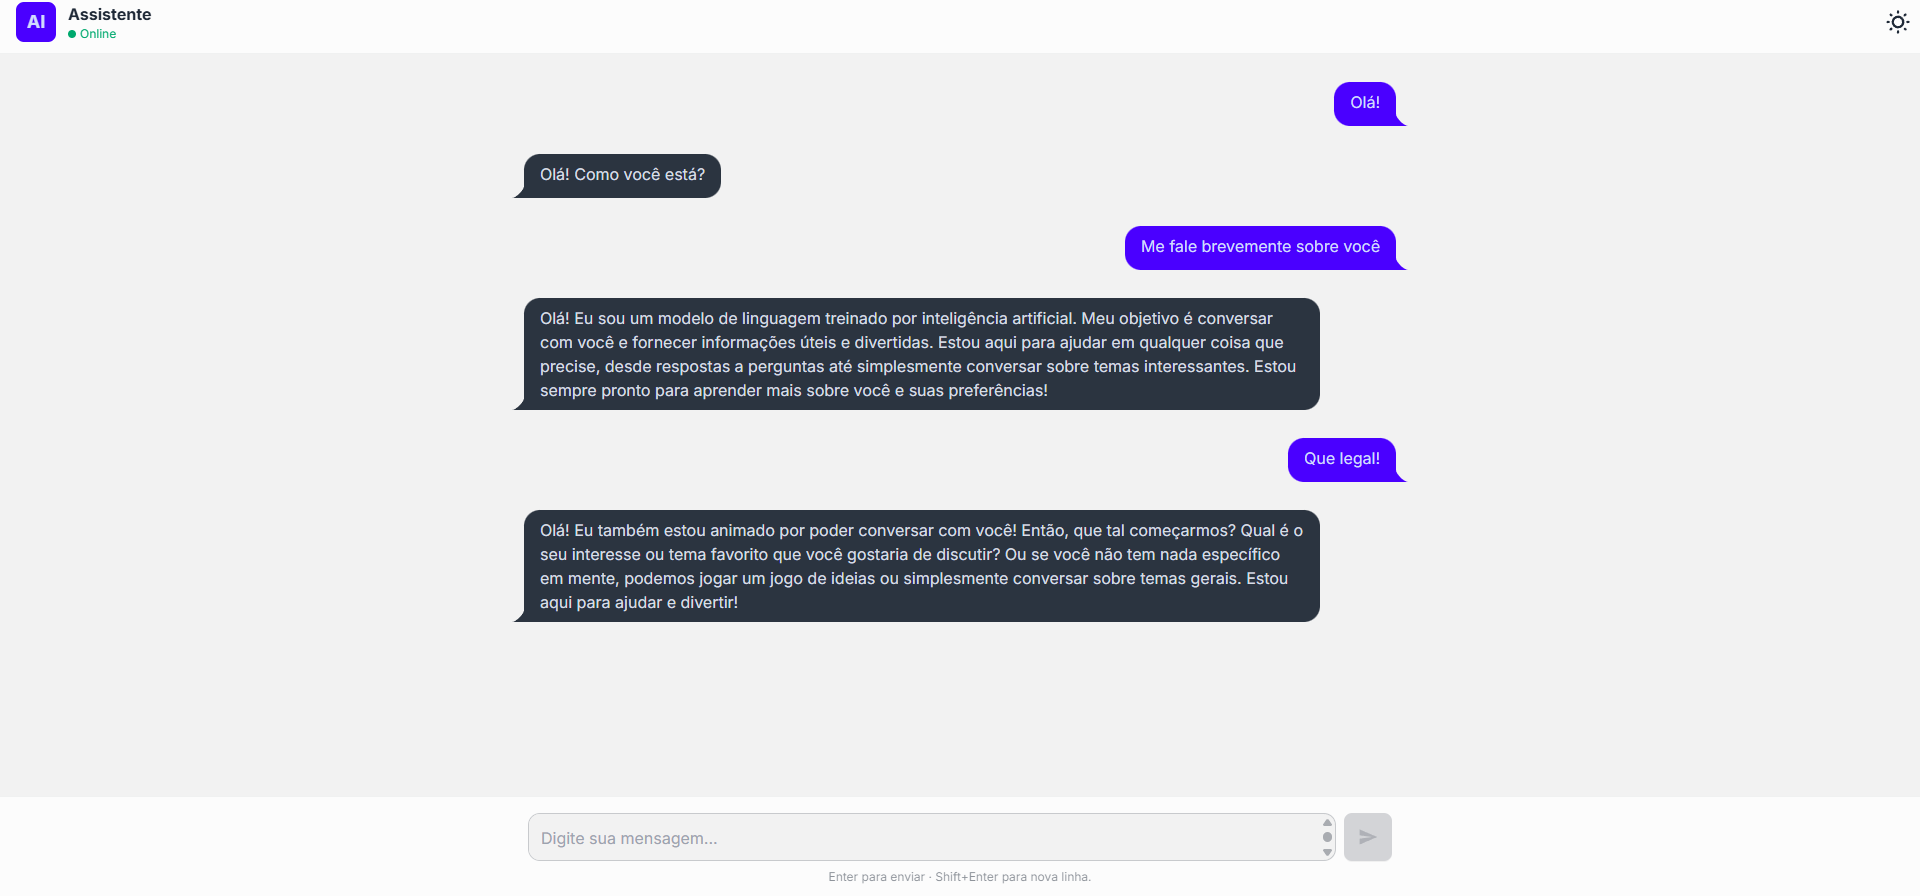 AI
Assistente
Online
Olá!
Olá! Como você está?
Me fale brevemente sobre você
Olá! Eu sou um modelo de linguagem treinado por inteligência artificial. Meu objetivo é conversar
com você e fornecer informações úteis e divertidas. Estou aqui para ajudar em qualquer coisa que
precise, desde respostas a perguntas até simplesmente conversar sobre temas interessantes. Estou
sempre pronto para aprender mais sobre você e suas preferências!
Que legal!
Olá! Eu também estou animado por poder conversar com você! Então, que tal começarmos? Qual é o
seu interesse ou tema favorito que você gostaria de discutir? Ou se você não tem nada específico
em mente, podemos jogar um jogo de ideias ou simplesmente conversar sobre temas gerais. Estou
aqui para ajudar e divertir!
Digite sua mensagem...
Enter para enviar · Shift+Enter para nova linha.